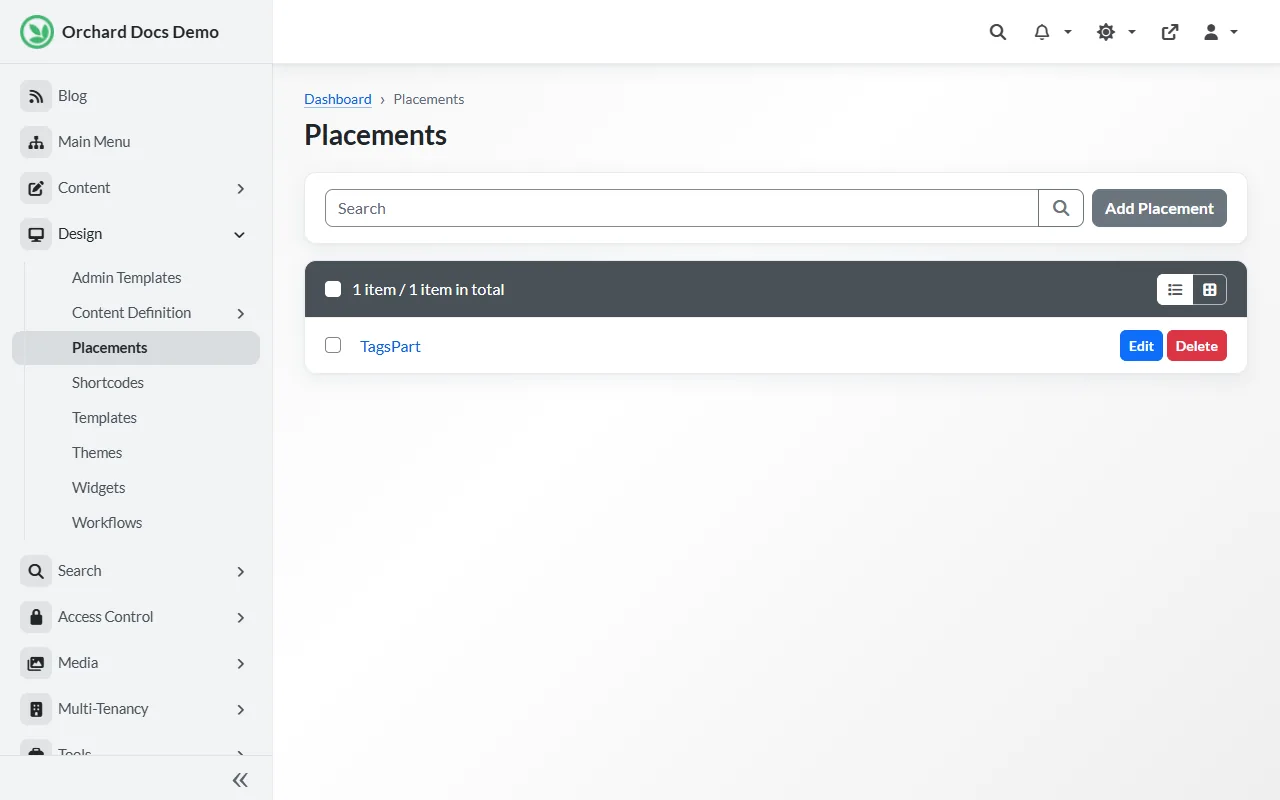 Orchard Docs Demo
Blog
Main Menu
Content
Design
Admin Templates
Content Definition
Placements
Shortcodes
Templates
Themes
Widgets
Workflows
Search
Access Control
Media
Multi-Tenancy
Tools
Dashboard › Placements
Placements
Search
Add Placement
1 item / 1 item in total
TagsPart
Edit Delete